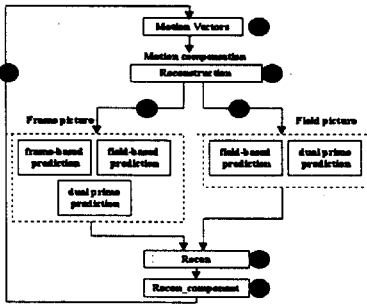 Motion Vectors
Motion compensation
Reconstruction
Frame picture
Field picture
frame-based
prediction
field-based
prediction
dual prime
prediction
field-based
prediction
dual prime
prediction
Recon
Recon_component